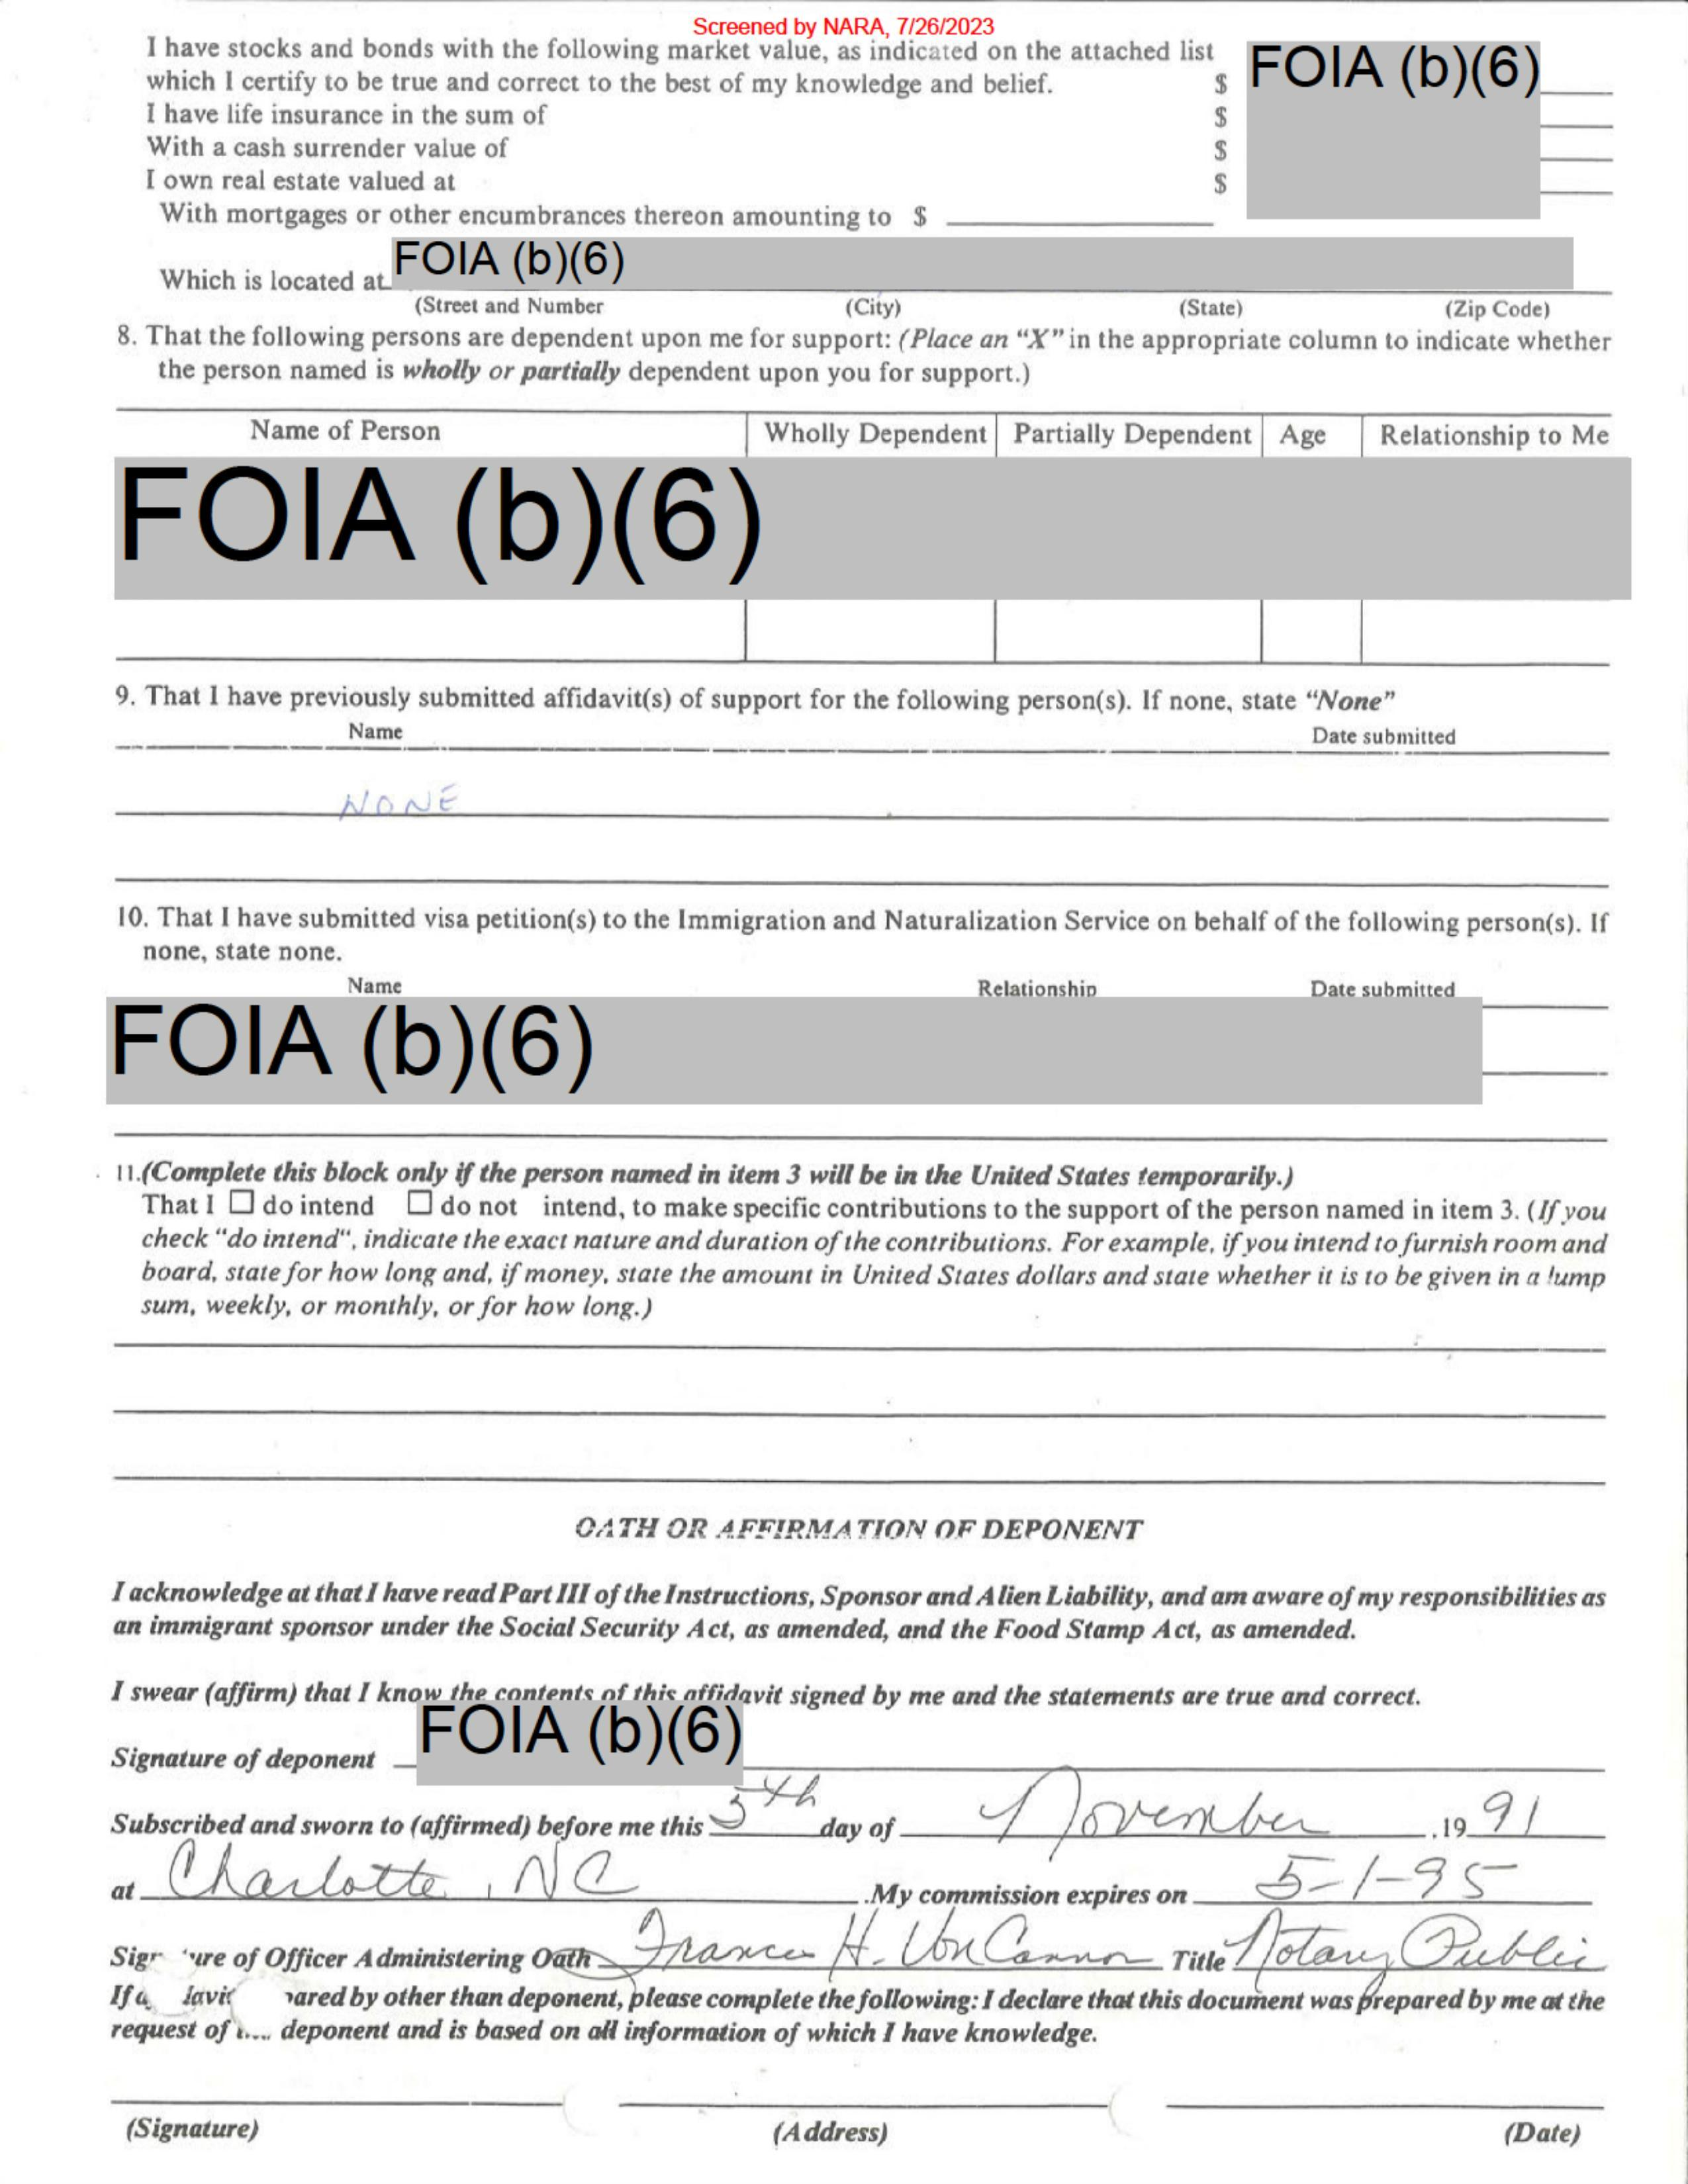 Screened by NARA, 7/26/2023
I have stocks and bonds with the following market value, as indicated on the attached list
which I certify to be true and correct to the best of my knowledge and belief. $ FOIA (b)(6)
I have life insurance in the sum of $
With a cash surrender value of $
I own real estate valued at $
With mortgages or other encumbrances thereon amounting to $
Which is located at FOIA (b)(6)
(Street and Number (City) (State) (Zip Code)
8. That the following persons are dependent upon me for support: (Place an “X” in the appropriate column to indicate whether
the person named is wholly or partially dependent upon you for support.)
Name of Person Wholly Dependent Partially Dependent Age Relationship to Me
FOIA (b)(6)
9. That I have previously submitted affidavit(s) of support for the following person(s). If none, state “None”
Name Date submitted
NONE
10. That I have submitted visa petition(s) to the Immigration and Naturalization Service on behalf of the following person(s). If
none, state none.
Name Relationship Date submitted
FOIA (b)(6)
11.(Complete this block only if the person named in item 3 will be in the United States temporarily.)
That I ☐ do intend ☐ do not intend, to make specific contributions to the support of the person named in item 3. (If you
check “do intend“, indicate the exact nature and duration of the contributions. For example, if you intend to furnish room and
board, state for how long and, if money, state the amount in United States dollars and state whether it is to be given in a lump
sum, weekly, or monthly, or for how long.)
OATH OR AFFIRMATION OF DEPONENT
I acknowledge at that I have read Part III of the Instructions, Sponsor and Alien Liability, and am aware of my responsibilities as
an immigrant sponsor under the Social Security Act, as amended, and the Food Stamp Act, as amended.
I swear (affirm) that I know the contents of this affidavit signed by me and the statements are true and correct.
Signature of deponent FOIA (b)(6)
Subscribed and sworn to (affirmed) before me this 5th day of November .19 91
at Charlotte, NC .My commission expires on 5-1-95
of Officer Administering Oath Frances H. VonCannon Title Notary Public
If by other than deponent, please complete the following: I declare that this document was prepared by me at the
request of deponent and is based on all information of which I have knowledge.
(Signature) (Address) (Date)